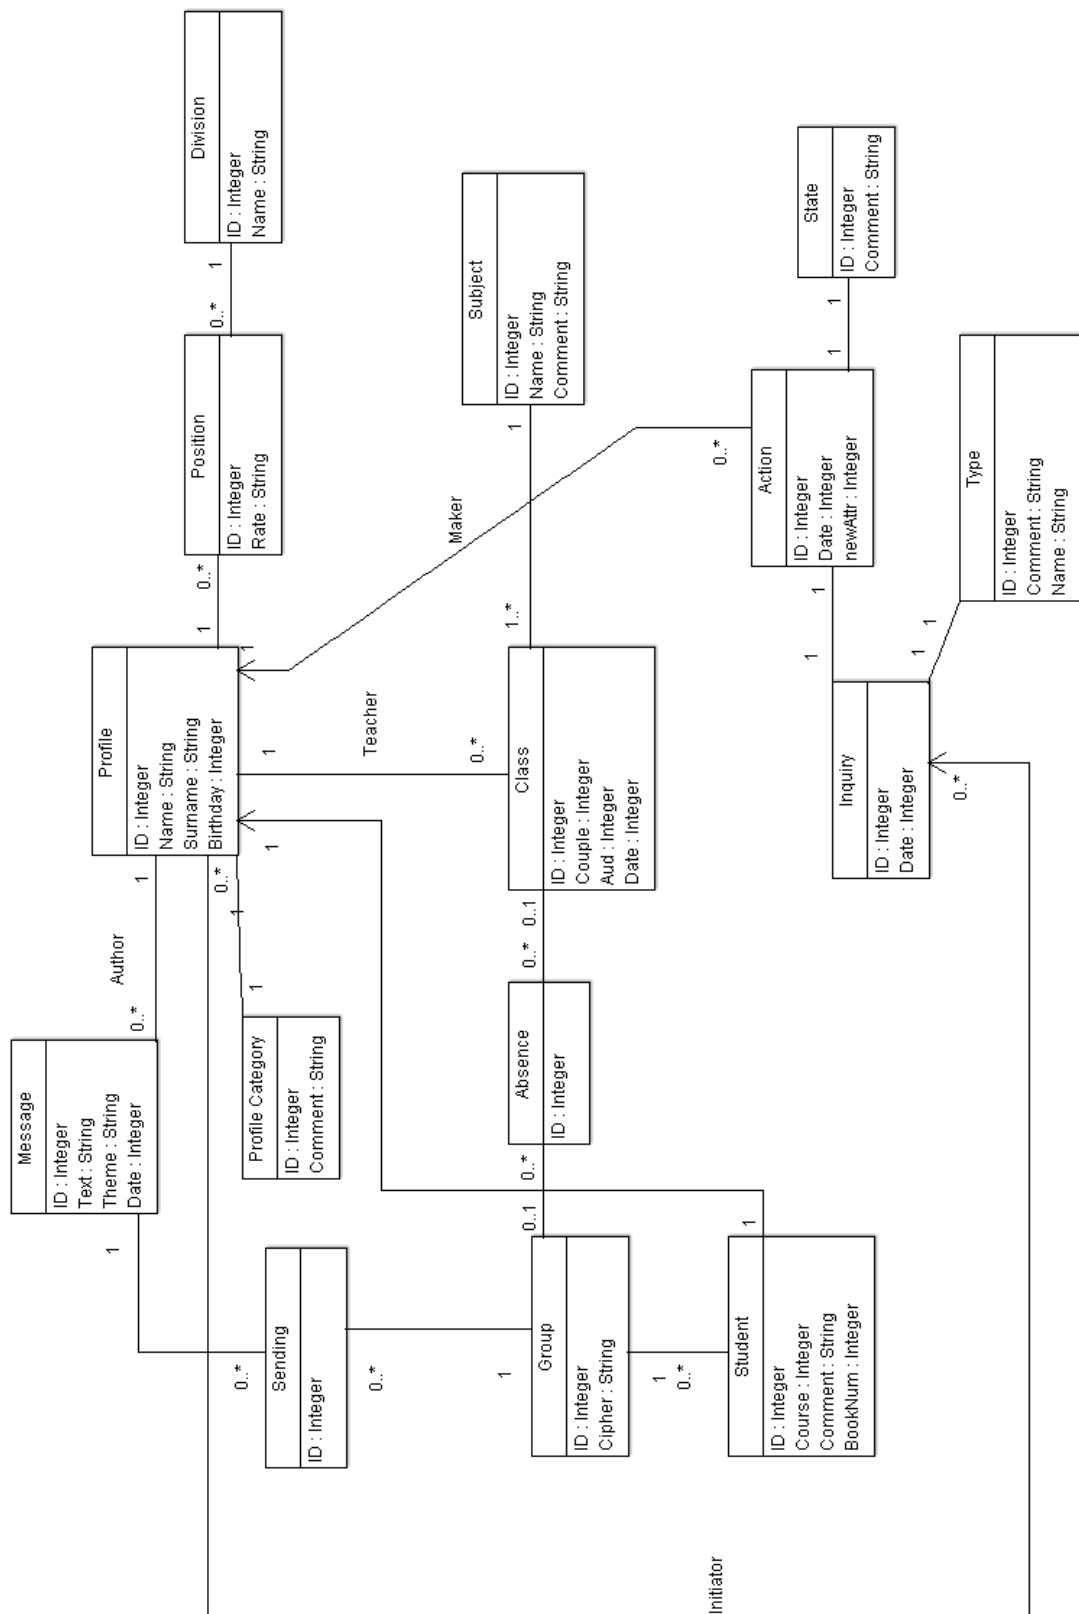 Message
ID : Integer
Text : String
Theme : String
Date : Integer
1
0..*
Author
1
Profile
ID : Integer
Name : String
Surname : String
Birthday : Integer
1
0..*
Position
ID : Integer
Rate : String
0..*
1
Division
ID : Integer
Name : String
0..*
1
1
Profile Category
ID : Integer
Comment : String
1
1
1
Teacher
0..*
Maker
0..*
Sending
ID : Integer
0..*
0..*
1
Group
ID : Integer
Cipher : String
0..1
0..*
Absence
ID : Integer
0..*
0..1
Class
ID : Integer
Couple : Integer
Aud : Integer
Date : Integer
1..*
1
Subject
ID : Integer
Name : String
Comment : String
1
0..*
Student
ID : Integer
Course : Integer
Comment : String
BookNum : Integer
1
Action
ID : Integer
Date : Integer
newAttr : Integer
1
1
State
ID : Integer
Comment : String
1
1
Inquiry
ID : Integer
Date : Integer
0..*
1
1
Type
ID : Integer
Comment : String
Name : String
Initiator